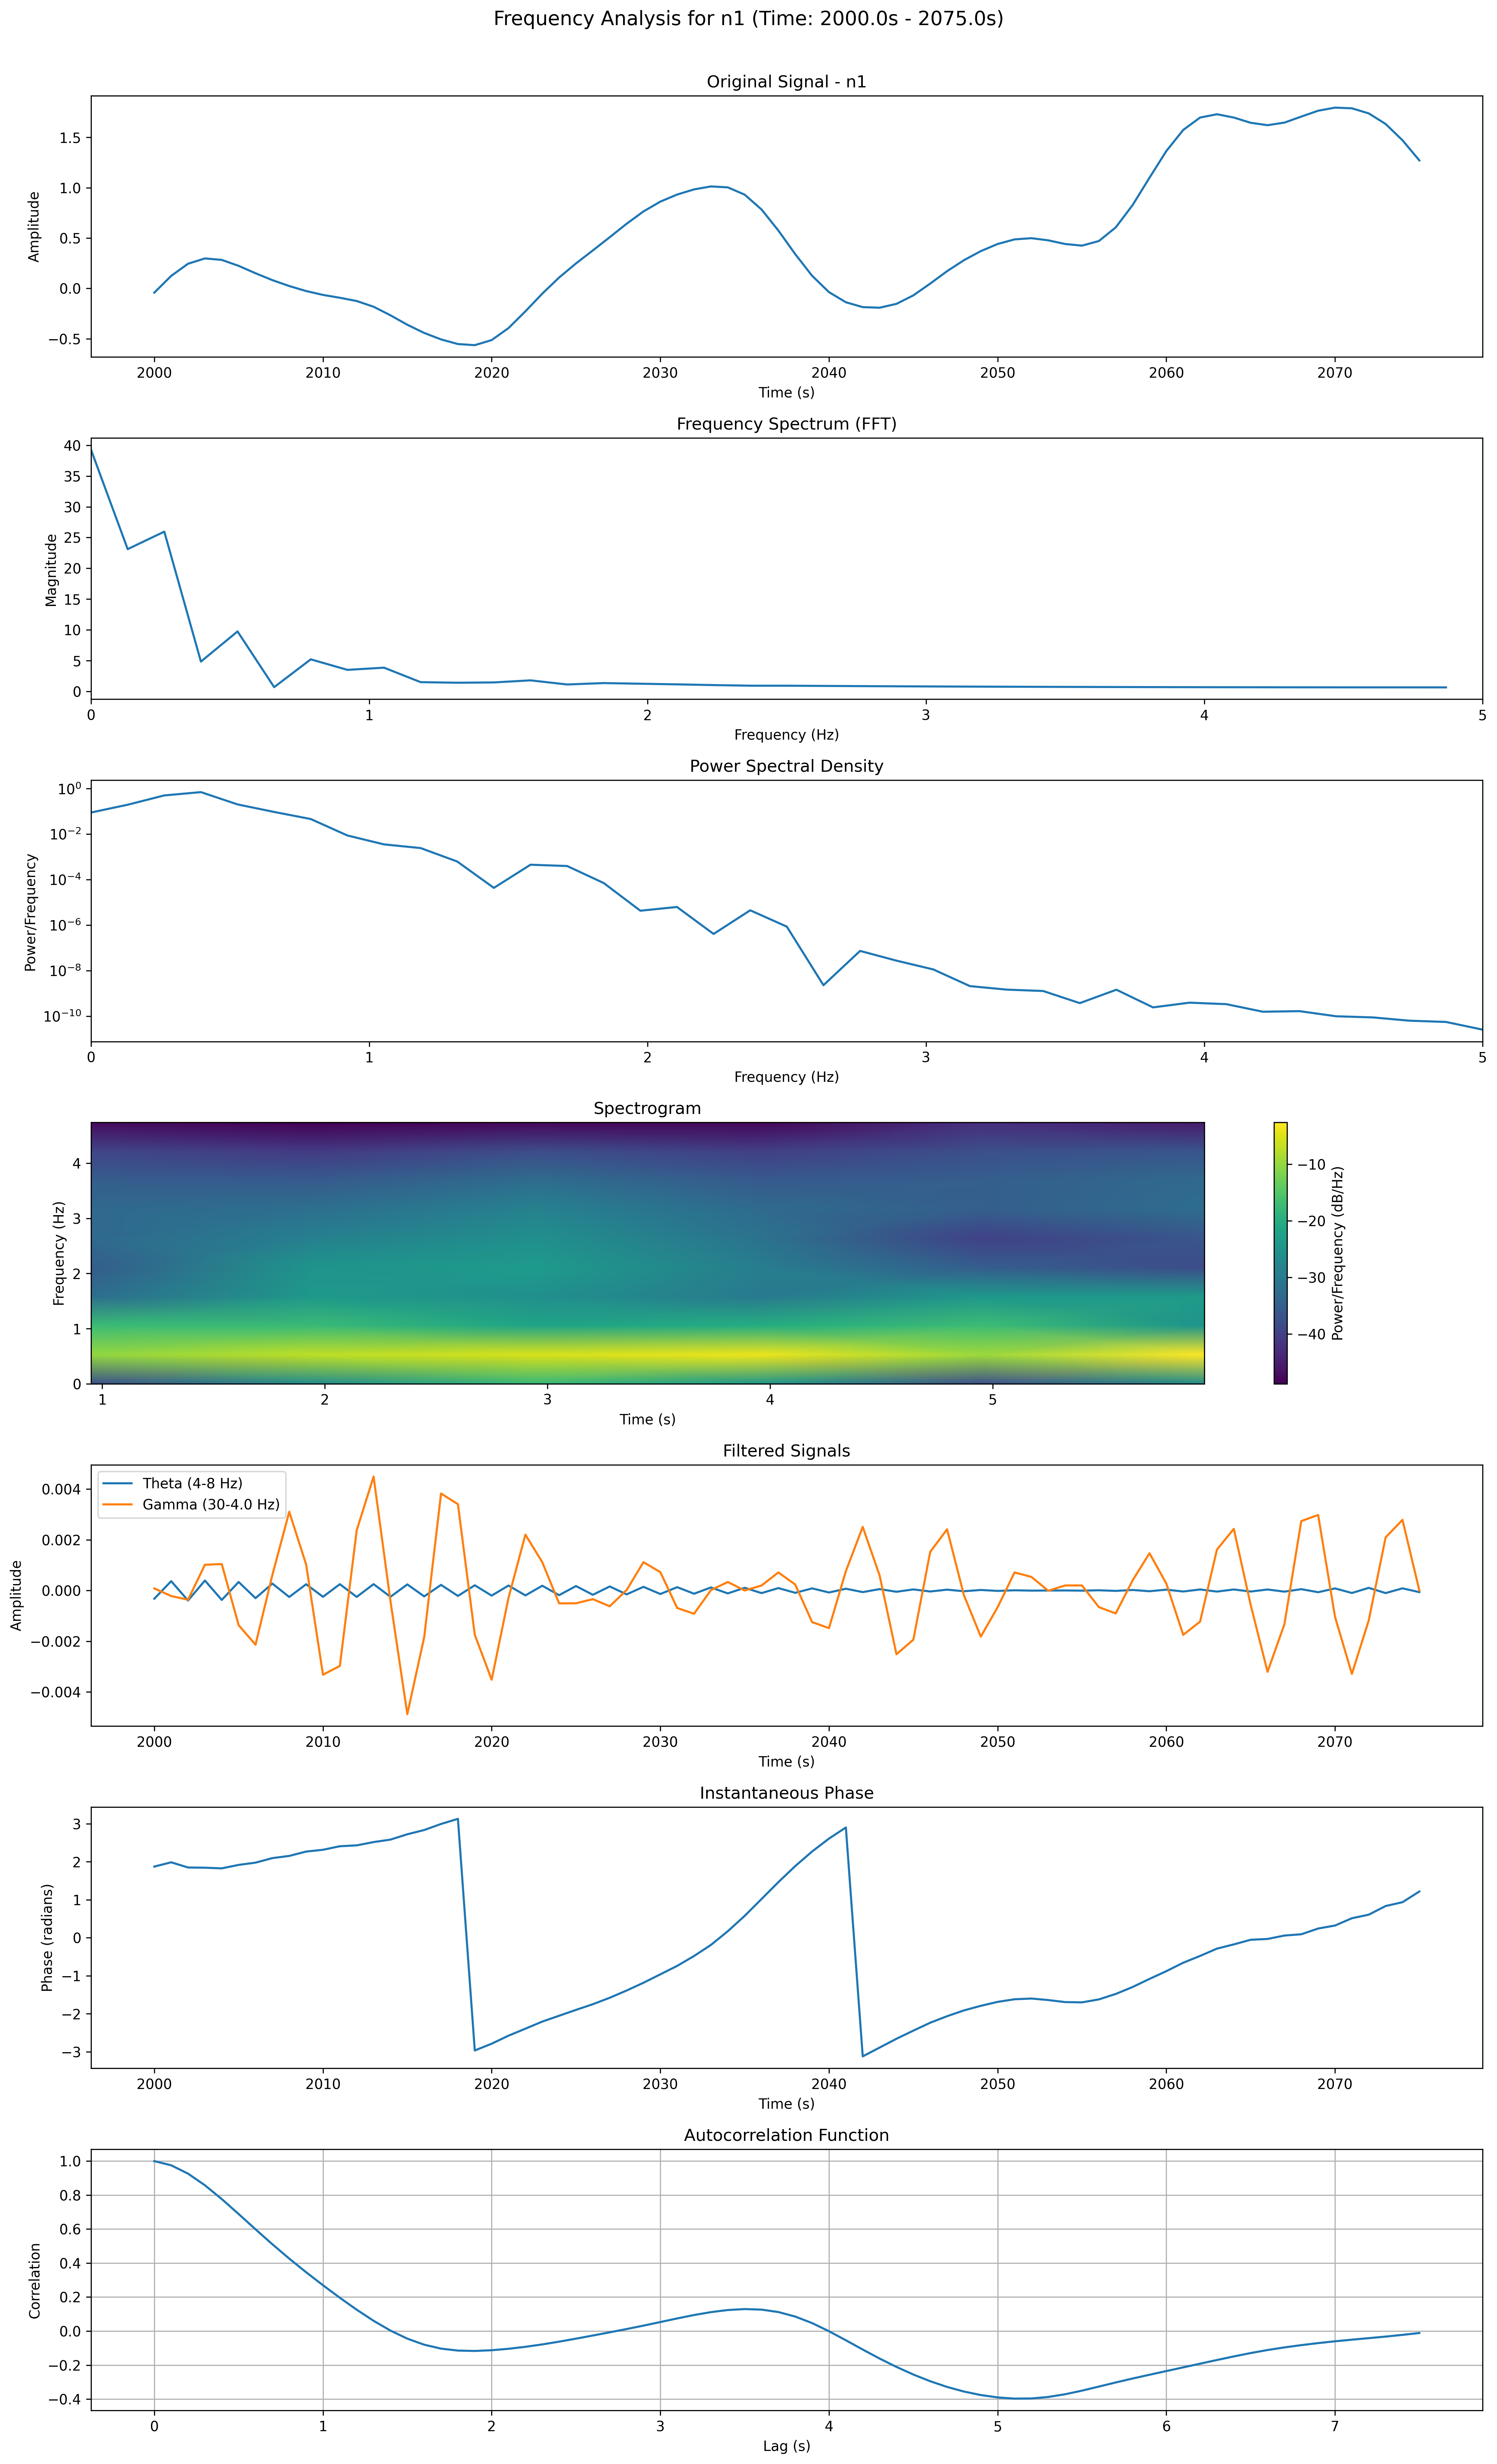 Frequency Analysis for n1 (Time: 2000.0s - 2075.0s)
Original Signal - n1
Amplitude
1.5
1.0
0.5
0.0
−0.5
2000 2010 2020 2030 2040 2050 2060 2070
Time (s)
Frequency Spectrum (FFT)
Magnitude
40
35
30
25
20
15
10
5
0
0 1 2 3 4 5
Frequency (Hz)
Power Spectral Density
Power/Frequency
10⁰
10⁻²
10⁻⁴
10⁻⁶
10⁻⁸
10⁻¹⁰
0 1 2 3 4 5
Frequency (Hz)
Spectrogram
Frequency (Hz)
4
3
2
1
0
1 2 3 4 5
Time (s)
−10
−20
−30
−40
Power/Frequency (dB/Hz)
Filtered Signals
Theta (4-8 Hz)
Gamma (30-4.0 Hz)
Amplitude
0.004
0.002
0.000
−0.002
−0.004
2000 2010 2020 2030 2040 2050 2060 2070
Time (s)
Instantaneous Phase
Phase (radians)
3
2
1
0
−1
−2
−3
2000 2010 2020 2030 2040 2050 2060 2070
Time (s)
Autocorrelation Function
Correlation
1.0
0.8
0.6
0.4
0.2
0.0
−0.2
−0.4
0 1 2 3 4 5 6 7
Lag (s)